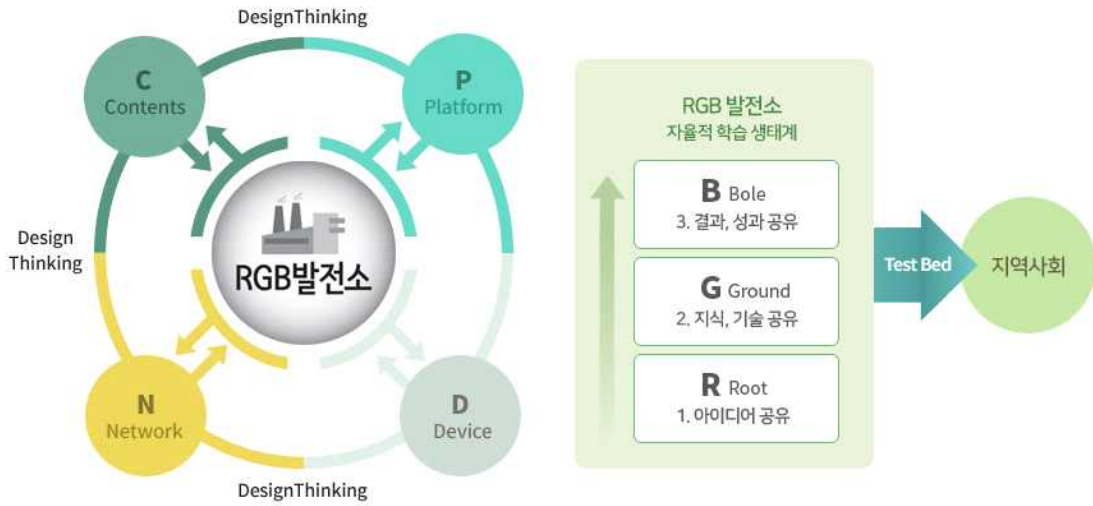 DesignThinking
C
Contents
P
Platform
Design
Thinking
RGB발전소
N
Network
D
Device
DesignThinking
RGB 발전소
자율적 학습 생태계
B Bole
3. 결과, 성과 공유
G Ground
2. 지식, 기술 공유
R Root
1. 아이디어 공유
Test Bed
지역사회